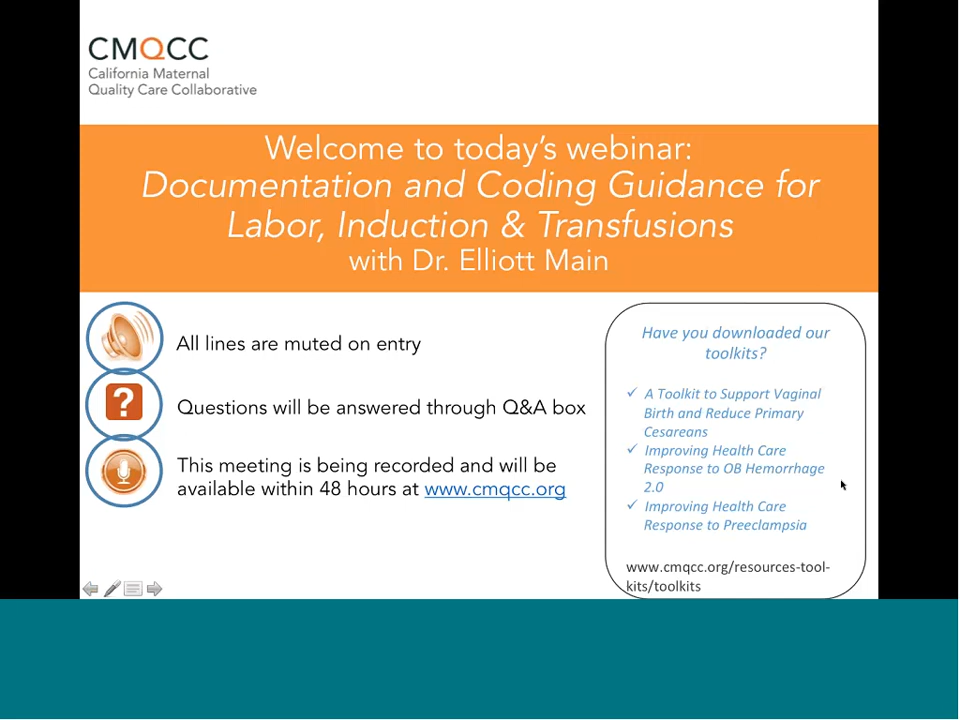 CMQCC
California Maternal
Quality Care Collaborative
Welcome to today's webinar:
Documentation and Coding Guidance for
Labor, Induction & Transfusions
with Dr. Elliott Main
All lines are muted on entry
?
Questions will be answered through Q&A box
This meeting is being recorded and will be
available within 48 hours at www.cmqcc.org
Have you downloaded our
toolkits?
✓ A Toolkit to Support Vaginal
Birth and Reduce Primary
Cesareans
✓ Improving Health Care
Response to OB Hemorrhage
2.0
✓ Improving Health Care
Response to Preeclampsia
www.cmqcc.org/resources-tool-
kits/toolkits